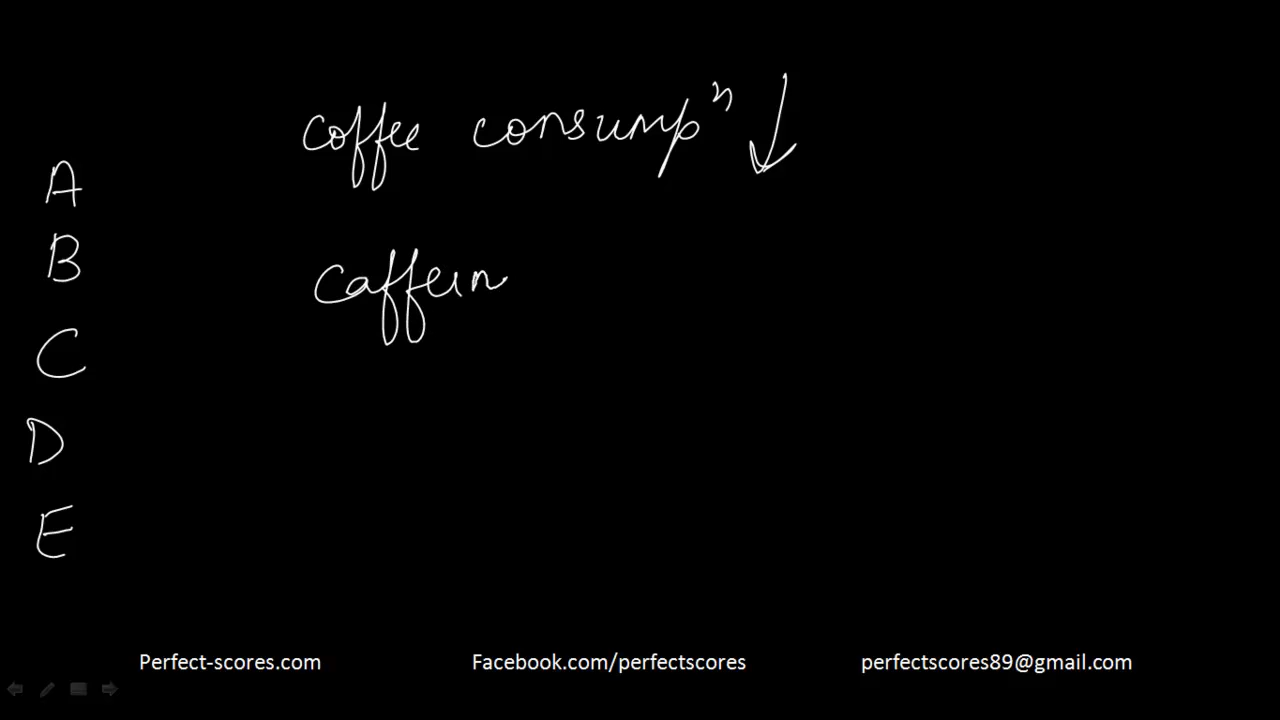 coffee consumpⁿ ↓
A
B
caffein
C
D
E
Perfect-scores.com Facebook.com/perfectscores perfectscores89@gmail.com